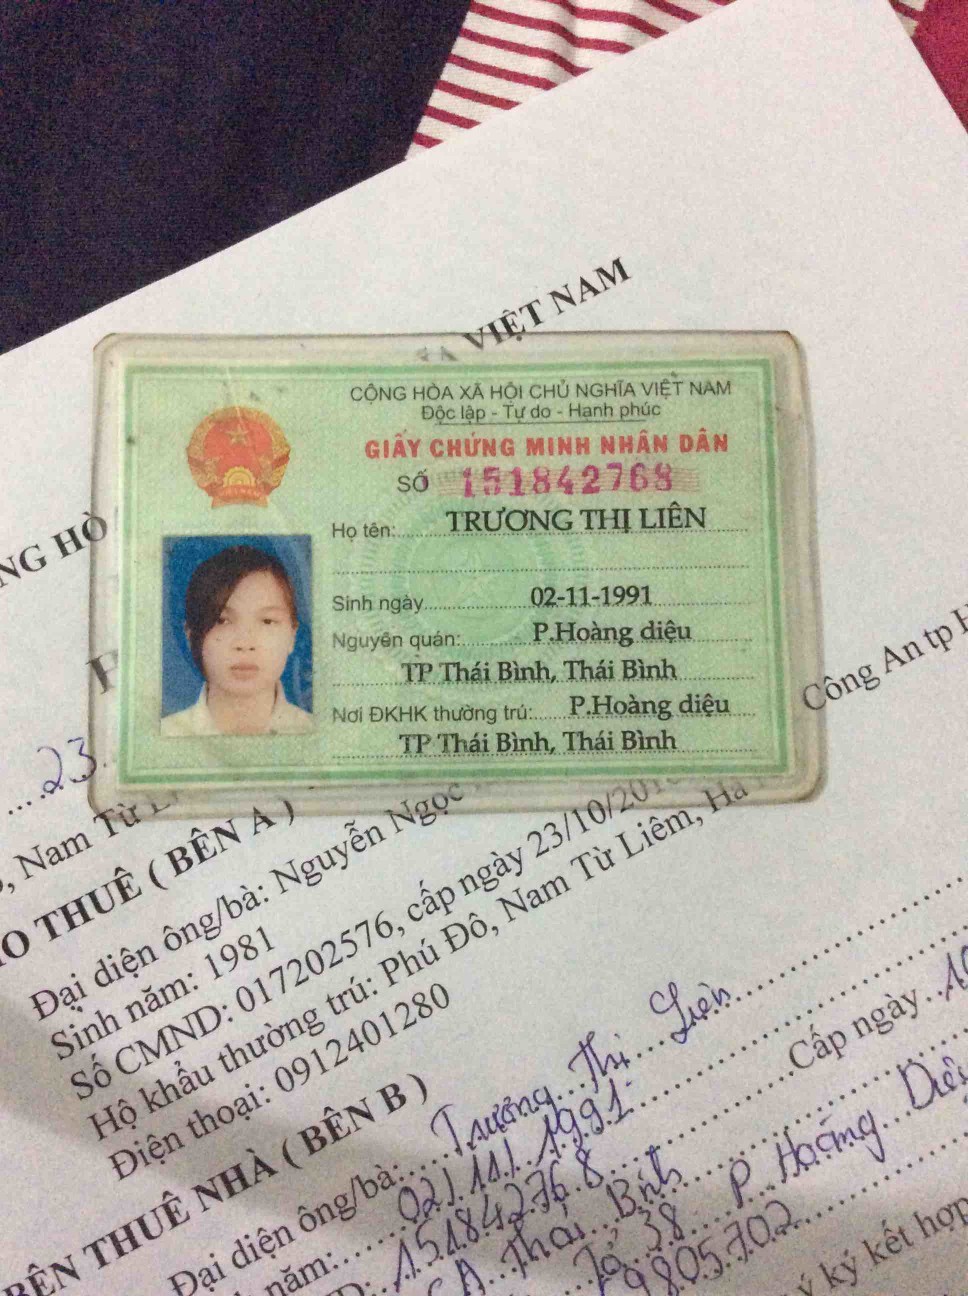 VIỆT NAM
CỘNG HÒA XÃ HỘI CHỦ NGHĨA VIỆT NAM
Độc lập - Tự do - Hạnh phúc
GIẤY CHỨNG MINH NHÂN DÂN
SỐ 151842768
Họ tên: TRƯƠNG THỊ LIÊN
Sinh ngày 02-11-1991
Nguyên quán: P.Hoàng diệu
TP Thái Bình, Thái Bình
Nơi ĐKHK thường trú: P.Hoàng diệu
TP Thái Bình, Thái Bình
NG HÒ
Công An tp H
23
, Nam Từ
O THUÊ ( BÊN A )
Đại diện ông/bà: Nguyễn Ngọc
Sinh năm: 1981
Số CMND: 017202576, cấp ngày 23/10/201
Hộ khẩu thường trú: Phú Đô, Nam Từ Liêm, Hà
Điện thoại: 0912401280
BÊN THUÊ NHÀ ( BÊN B )
Đại diện ông/bà: Trương Thị Liên
năm: 02/11/1991
151842768 Cấp ngày 10
CA Thái Bình
Tổ 38 P Hoàng Diệu
9805702
ý ký kết hợp